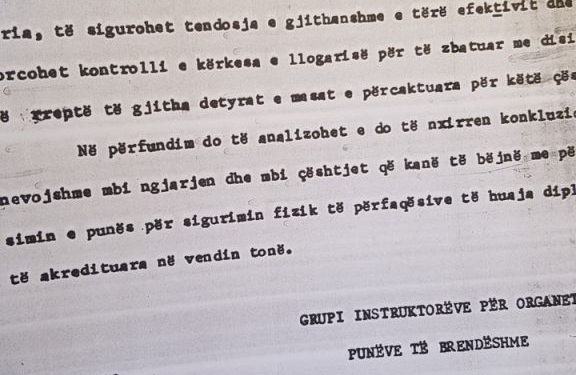 ria, të sigurohet tendosja e gjithanshme e tërë efektivit dhe
orcohet kontrolli e kërkesa e llogarisë për të zbatuar me disi
ë rreptë të gjitha detyrat e masat e përcaktuara për këtë çës
Në përfundim do të analizohet e do të nxirren konkluzio
nevojshme mbi ngjarjen dhe mbi çështjet që kanë të bëjnë me pë
simin e punës për sigurimin fizik të përfaqësive të huaja dipl
të akredituara në vendin tonë.
GRUPI INSTRUKTORËVE PËR ORGANET
PUNËVE TË BRENDËSHME